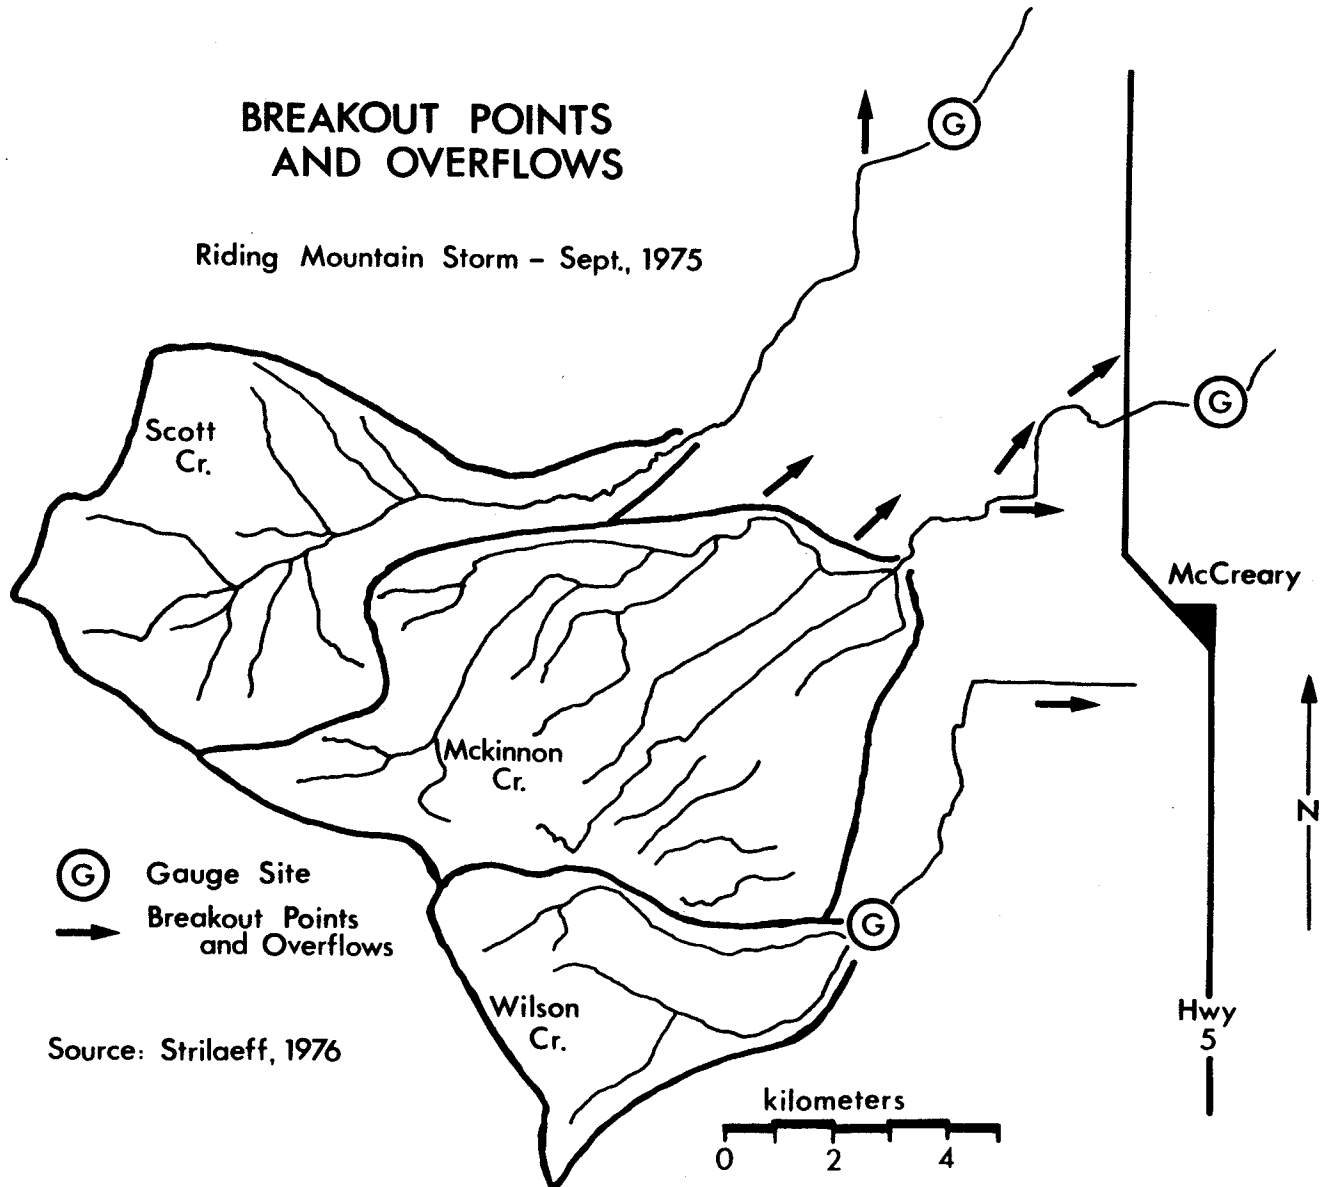 BREAKOUT POINTS
AND OVERFLOWS
Riding Mountain Storm – Sept., 1975
G
G
Scott
Cr.
McCreary
Mckinnon
Cr.
N
G Gauge Site
Breakout Points
and Overflows
G
Wilson
Cr.
Hwy
5
Source: Strilaeff, 1976
kilometers
0 2 4